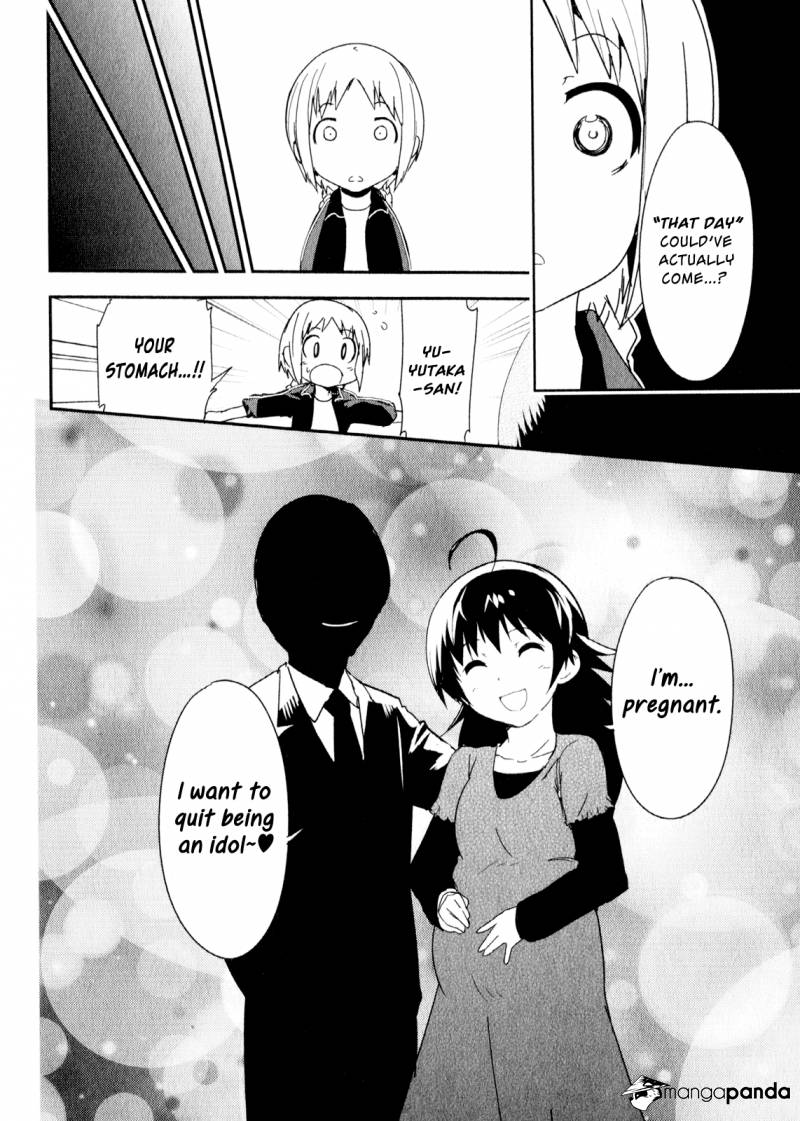 "THAT DAY"
COULD'VE
ACTUALLY
COME...?
YU-
YUTAKA
-SAN!
YOUR
STOMACH...!!
I'm...
pregnant.
I want to
quit being
an idol~♥
mangapanda